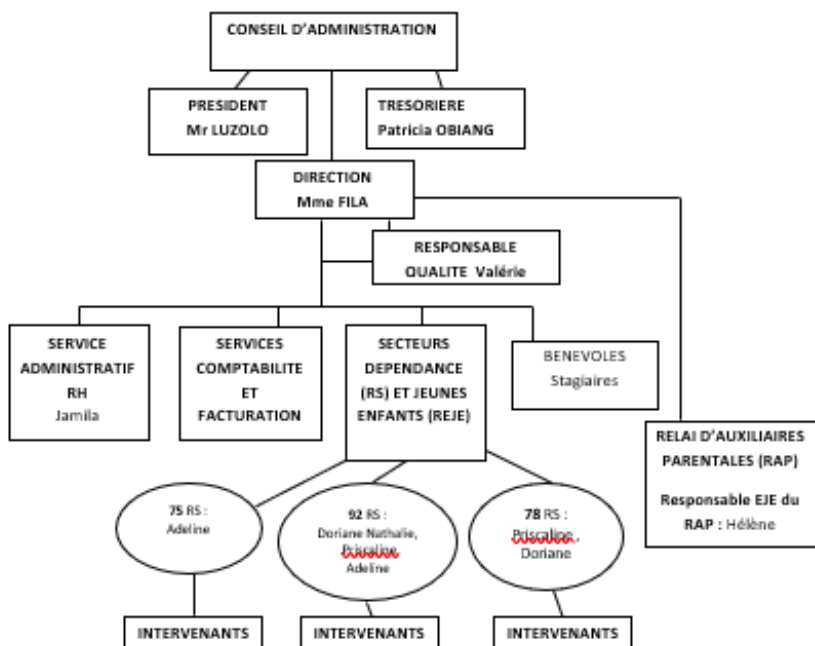 CONSEIL D'ADMINISTRATION
PRESIDENT
Mr LUZOLO
TRESORIERE
Patricia OBIANG
DIRECTION
Mme FILA
RESPONSABLE
QUALITE Valérie
SERVICE
ADMINISTRATIF
RH
Jamila
SERVICES
COMPTABILITE
ET
FACTURATION
SECTEURS
DEPENDANCE
(RS) ET JEUNES
ENFANTS (REJE)
BENEVOLES
Stagiaires
RELAI D'AUXILIAIRES
PARENTALES (RAP)
Responsable EJE du
RAP : Hélène
75 RS :
Adeline
92 RS :
Doriane Nathalie,
Priscaline
Adeline
78 RS :
Priscaline ,
Doriane
INTERVENANTS
INTERVENANTS
INTERVENANTS